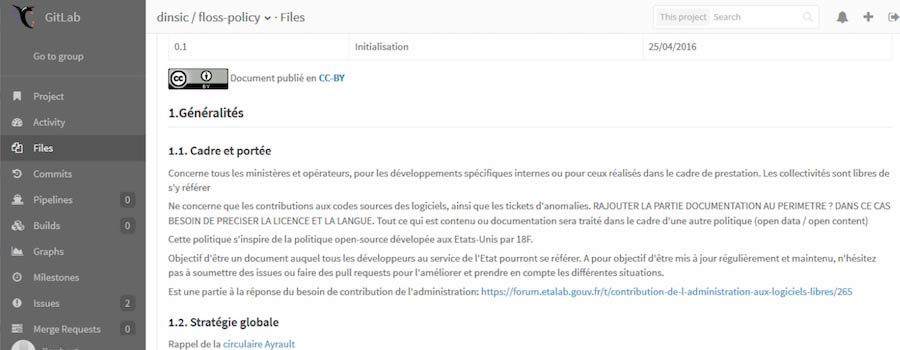 GitLab
dinsic / floss-policy · Files
This project Search
Go to group
Project
Activity
Files
Commits
Pipelines 0
Builds 0
Graphs
Milestones
Issues 2
Merge Requests 0
0.1 Initialisation 25/04/2016
cc BY Document publié en CC-BY
1.Généralités
1.1. Cadre et portée
Concerne tous les ministères et opérateurs, pour les développements spécifiques internes ou pour ceux réalisés dans le cadre de prestation. Les collectivités sont libres de
s'y référer
Ne concerne que les contributions aux codes sources des logiciels, ainsi que les tickets d'anomalies. RAJOUTER LA PARTIE DOCUMENTATION AU PERIMETRE ? DANS CE CAS
BESOIN DE PRECISER LA LICENCE ET LA LANGUE. Tout ce qui est contenu ou documentation sera traité dans le cadre d'une autre politique (open data / open content)
Cette politique s'inspire de la politique open-source dévelopée aux Etats-Unis par 18F.
Objectif d'être un document auquel tous les développeurs au service de l'Etat pourront se référer. A pour objectif d'être mis à jour régulièrement et maintenu, n'hésitez
pas à soumettre des issues ou faire des pull requests pour l'améliorer et prendre en compte les différentes situations.
Est une partie à la réponse du besoin de contribution de l'administration: https://forum.etalab.gouv.fr/t/contribution-de-l-administration-aux-logiciels-libres/265
1.2. Stratégie globale
Rappel de la circulaire Ayrault